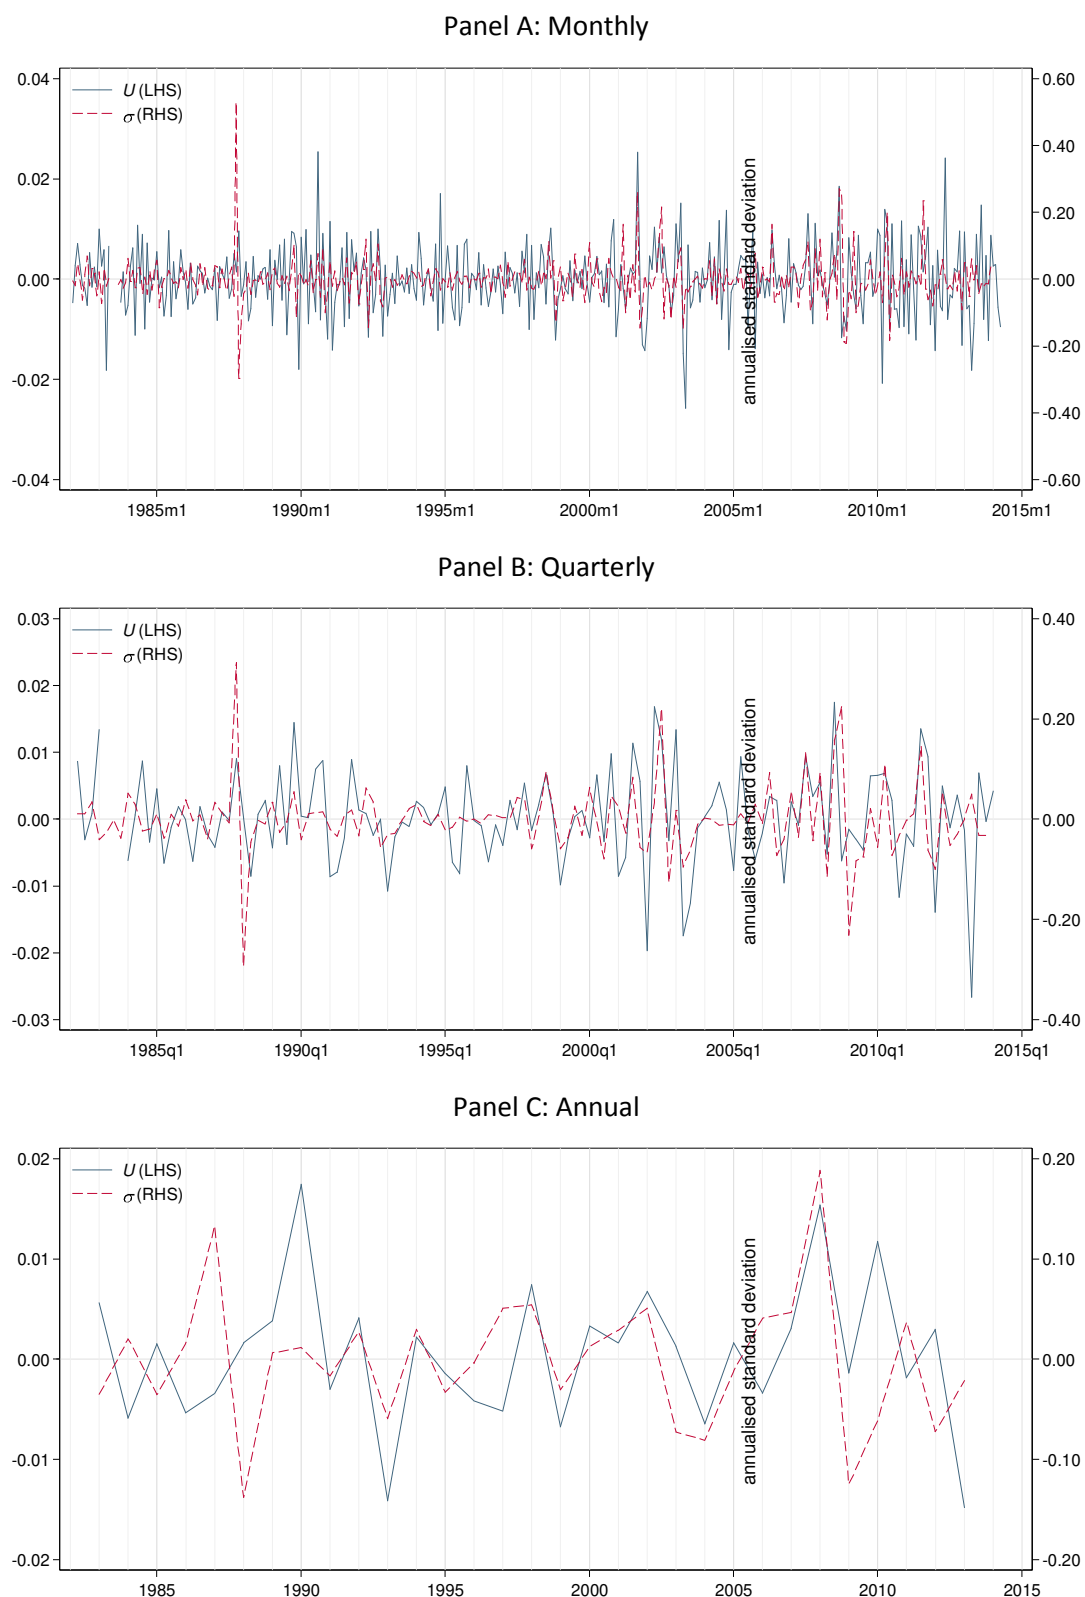 Panel A: Monthly
0.04
0.02
0.00
-0.02
-0.04
U (LHS)
σ (RHS)
annualised standard deviation
0.60
0.40
0.20
0.00
-0.20
-0.40
-0.60
1985m1 1990m1 1995m1 2000m1 2005m1 2010m1 2015m1
Panel B: Quarterly
0.03
0.02
0.01
0.00
-0.01
-0.02
-0.03
U (LHS)
σ (RHS)
annualised standard deviation
0.40
0.20
0.00
-0.20
-0.40
1985q1 1990q1 1995q1 2000q1 2005q1 2010q1 2015q1
Panel C: Annual
0.02
0.01
0.00
-0.01
-0.02
U (LHS)
σ (RHS)
annualised standard deviation
0.20
0.10
0.00
-0.10
-0.20
1985 1990 1995 2000 2005 2010 2015